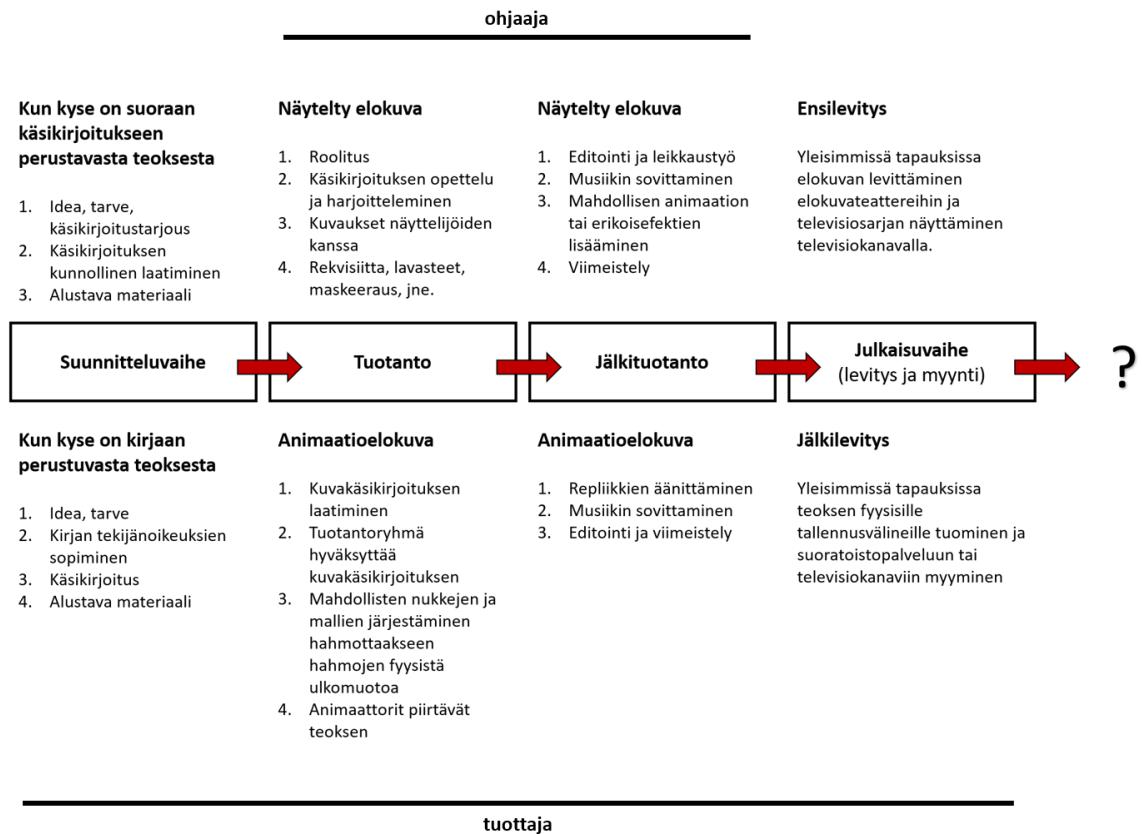 ohjaaja
Kun kyse on suoraan
käsikirjoitukseen
perustavasta teoksesta
1. Idea, tarve,
käsikirjoitustarjous
2. Käsikirjoituksen
kunnollinen laatiminen
3. Alustava materiaali
Näytelty elokuva
1. Roolitus
2. Käsikirjoituksen opettelu
ja harjoitteleminen
3. Kuvaukset näyttelijöiden
kanssa
4. Rekvisiitta, lavasteet,
maskeeraus, jne.
Näytelty elokuva
1. Editointi ja leikkaustyö
2. Musiikin sovittaminen
3. Mahdollisen animaation
tai erikoisefektien
lisääminen
4. Viimeistely
Ensilevitys
Yleisimmissä tapauksissa
elokuvan levittäminen
elokuvateattereihin ja
televisiosarjan näyttäminen
televisiokanavalla.
Suunnitteluvaihe
Tuotanto
Jälkituotanto
Julkaisuvaihe
(levitys ja myynti)
?
Kun kyse on kirjaan
perustuvasta teoksesta
1. Idea, tarve
2. Kirjan tekijänoikeuksien
sopiminen
3. Käsikirjoitus
4. Alustava materiaali
Animaatioelokuva
1. Kuvakäsikirjoituksen
laatiminen
2. Tuotantoryhmä
hyväksyttää
kuvakäsikirjoituksen
3. Mahdollisten nukkejen ja
mallien järjestäminen
hahmottaakseen
hahmojen fyysistä
ulkomuotoa
4. Animaattorit piirtävät
teoksen
Animaatioelokuva
1. Repliikkien äänittäminen
2. Musiikin sovittaminen
3. Editointi ja viimeistely
Jälkilevitys
Yleisimmissä tapauksissa
teoksen fyysisille
tallennusvälineille tuominen ja
suoratoistopalveluun tai
televisiokanaviin myyminen
tuottaja